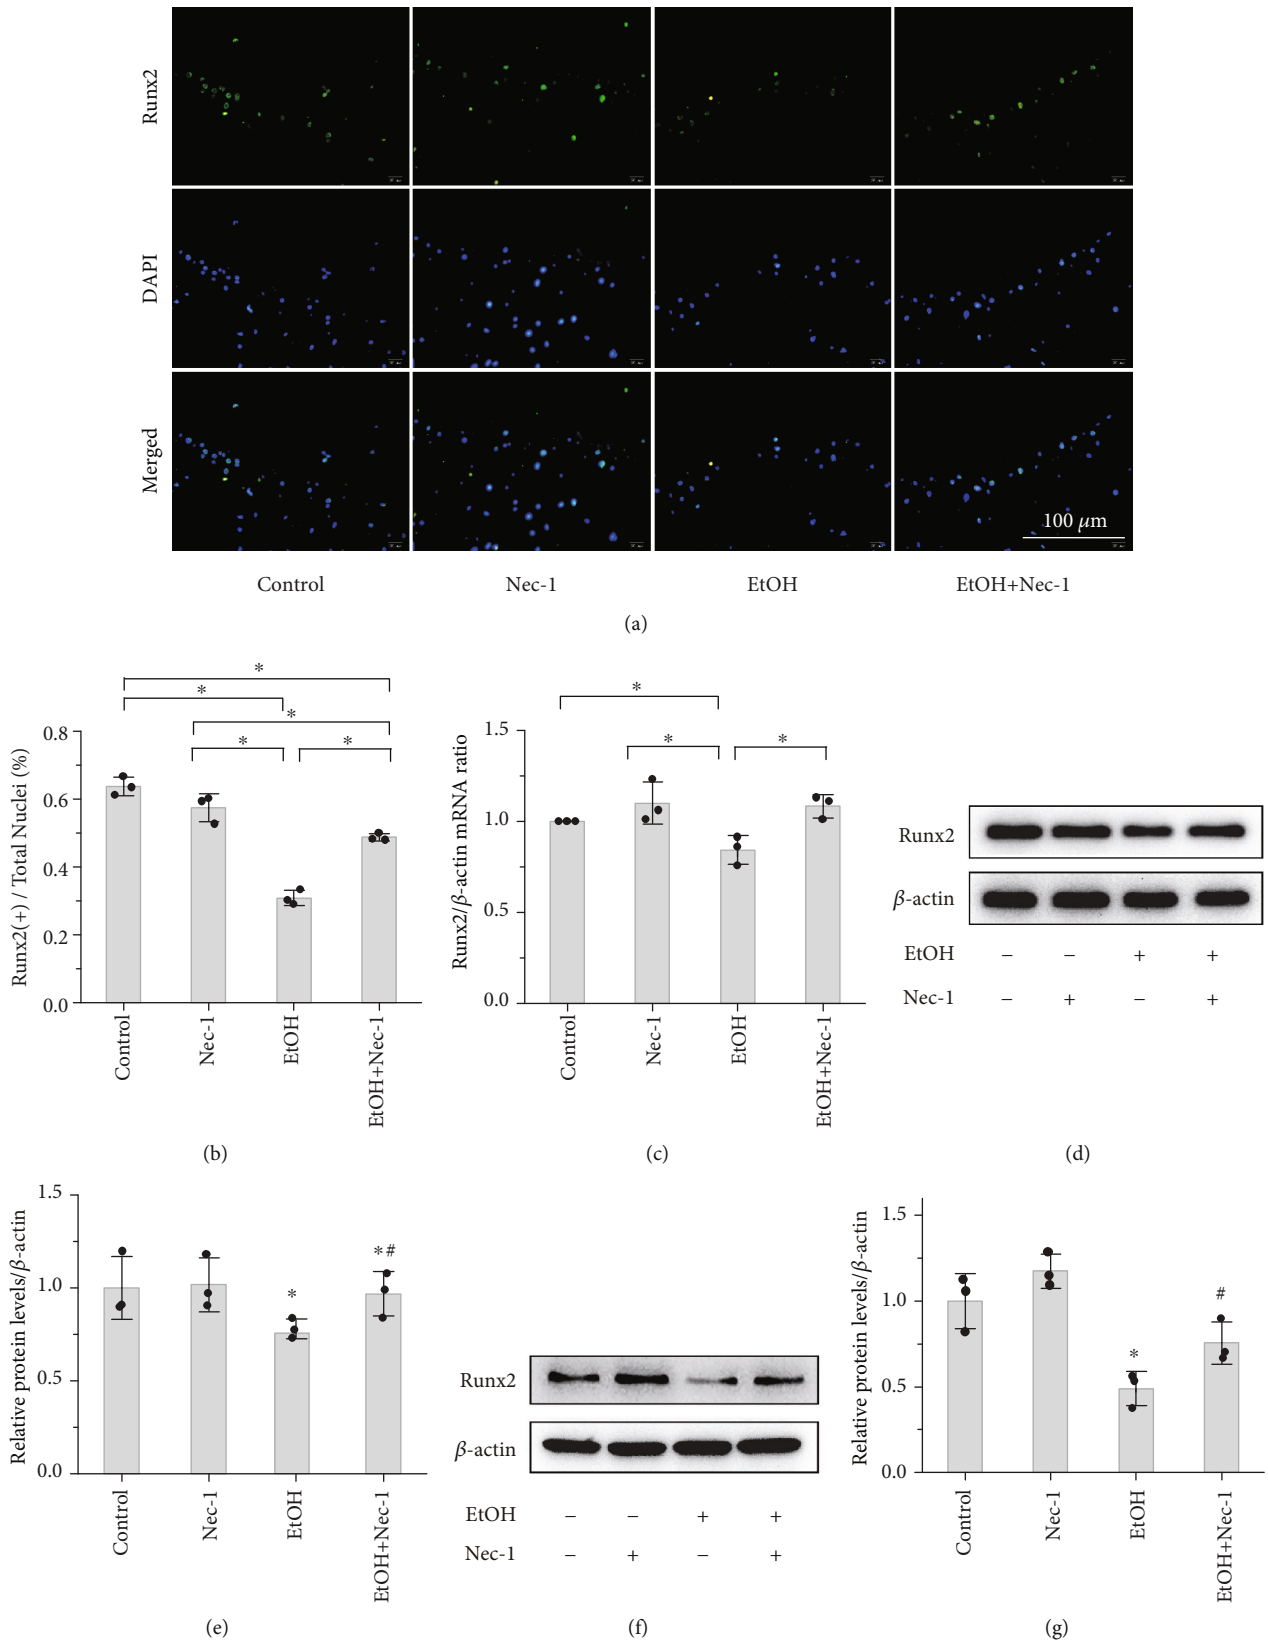 Runx2
DAPI
Merged
100 μm
Control Nec-1 EtOH EtOH+Nec-1
(a)
* * * * *
Runx2(+) / Total Nuclei (%)
0.8
0.6
0.4
0.2
0.0
Control Nec-1 EtOH EtOH+Nec-1
(b)
* * *
Runx2/β-actin mRNA ratio
1.5
1.0
0.5
0.0
Control Nec-1 EtOH EtOH+Nec-1
(c)
Runx2
β-actin
EtOH – – + +
Nec-1 – + – +
(d)
Relative protein levels/β-actin
1.5
1.0
0.5
0.0
* *#
Control Nec-1 EtOH EtOH+Nec-1
(e)
Runx2
β-actin
EtOH – – + +
Nec-1 – + – +
(f)
Relative protein levels/β-actin
1.5
1.0
0.5
0.0
* #
Control Nec-1 EtOH EtOH+Nec-1
(g)